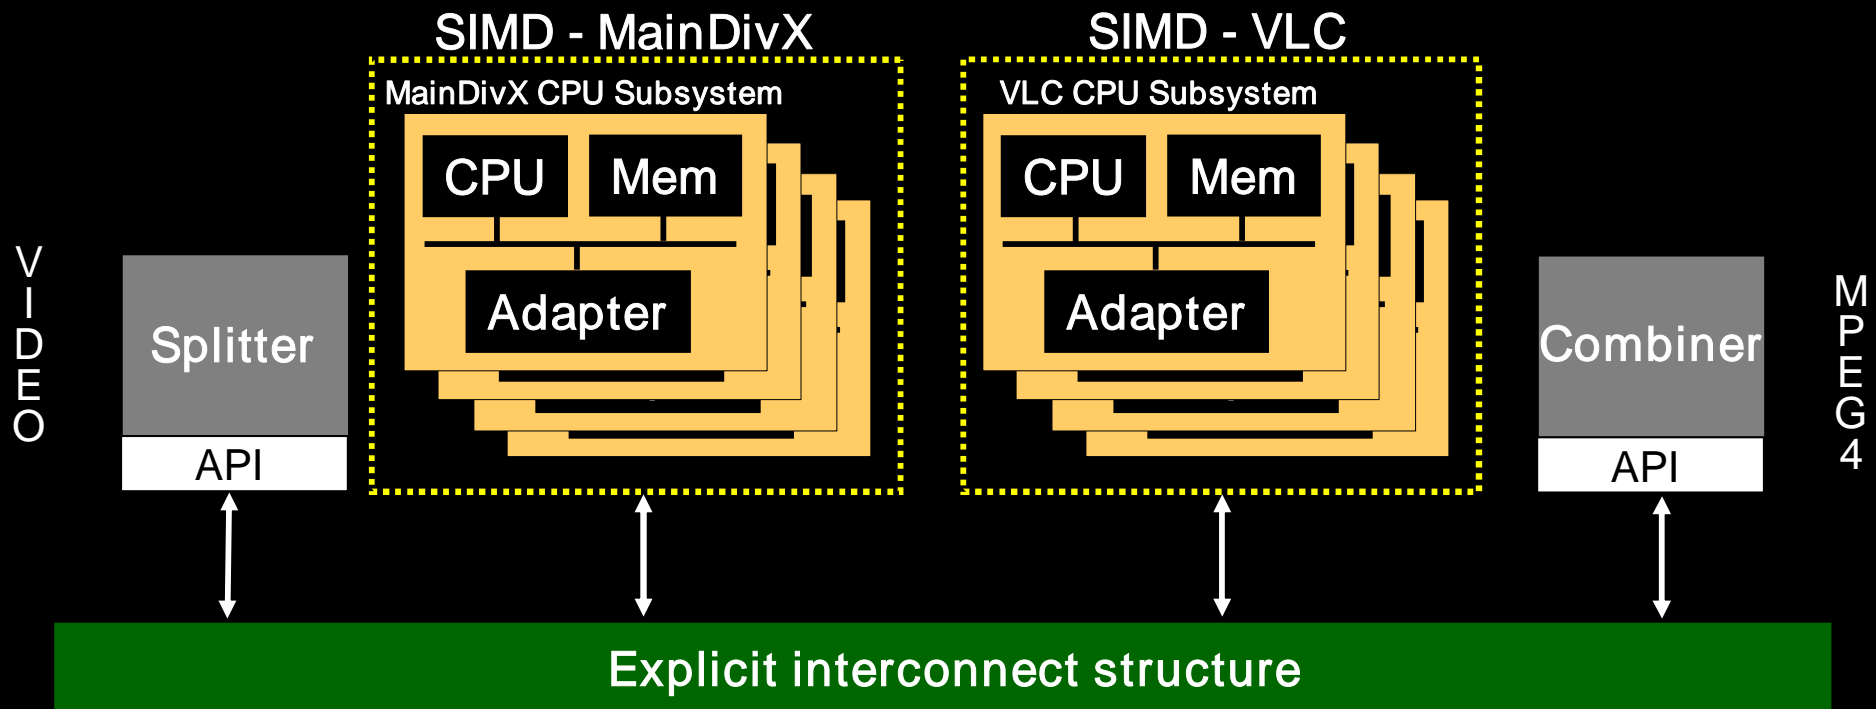 SIMD - MainDivX
SIMD - VLC
MainDivX CPU Subsystem
VLC CPU Subsystem
CPU
Mem
Adapter
CPU
Mem
Adapter
VIDEO
Splitter
API
Combiner
API
MPEG4
Explicit interconnect structure